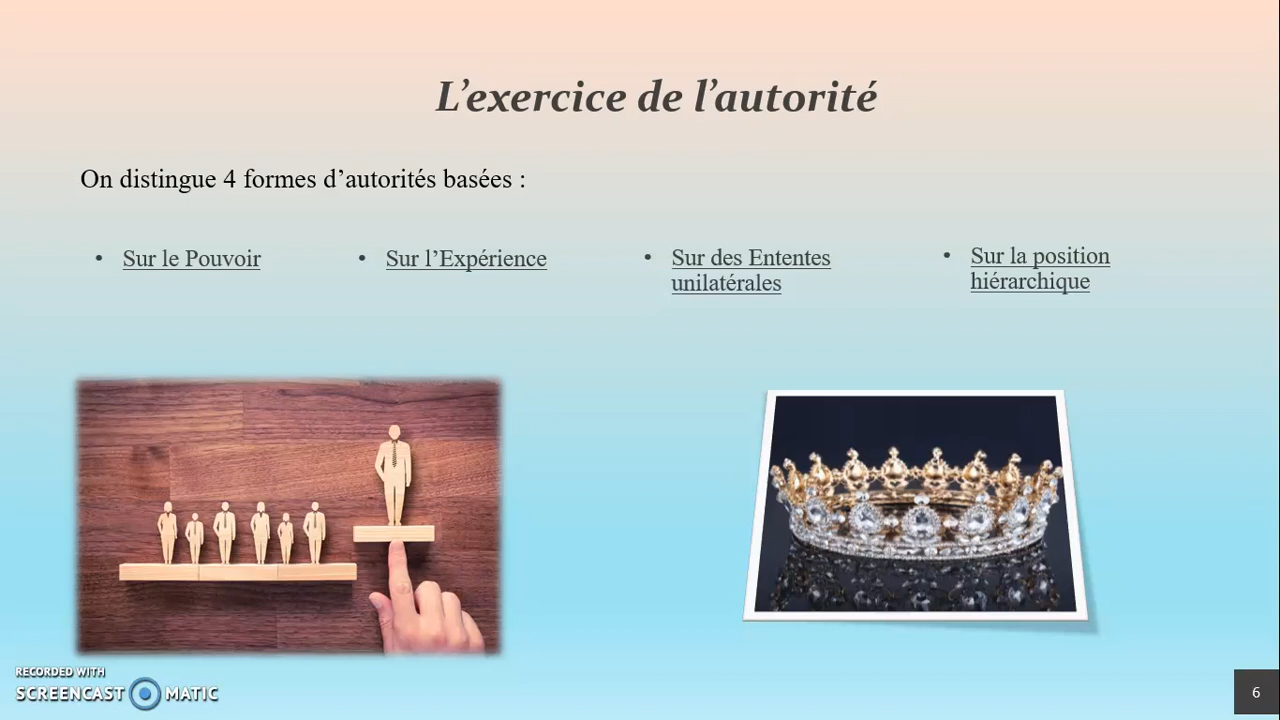 L’exercice de l’autorité
On distingue 4 formes d’autorités basées :
• Sur le Pouvoir
• Sur l’Expérience
• Sur des Ententes
unilatérales
• Sur la position
hiérarchique
RECORDED WITH
SCREENCAST MATIC
6